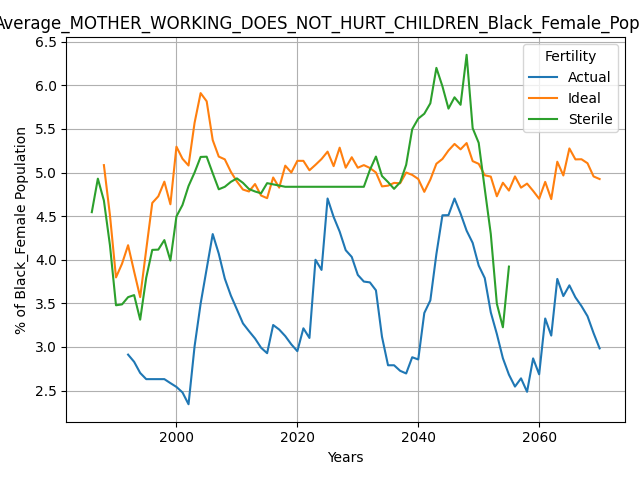 Average_MOTHER_WORKING_DOES_NOT_HURT_CHILDREN_Black_Female_Pop
Fertility
Actual
Ideal
Sterile
% of Black_Female Population
6.5
6.0
5.5
5.0
4.5
4.0
3.5
3.0
2.5
2000
2020
2040
2060
Years